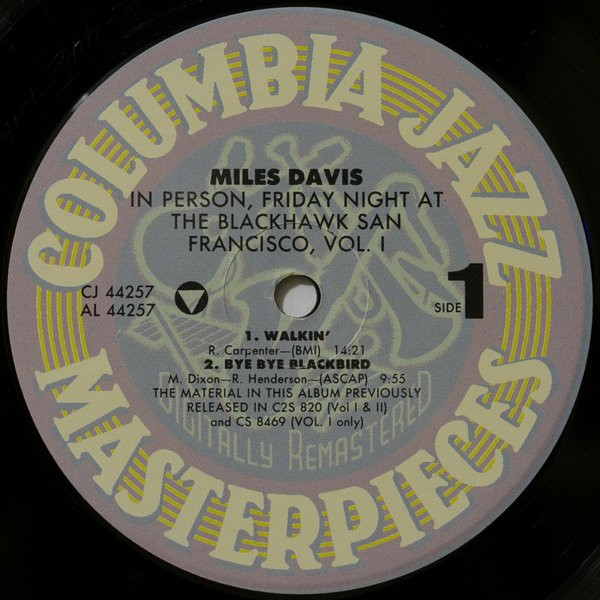 COLUMBIA JAZZ
MILES DAVIS
IN PERSON, FRIDAY NIGHT AT
THE BLACKHAWK SAN
FRANCISCO, VOL. I
CJ 44257
AL 44257
SIDE 1
1. WALKIN'
R. Carpenter—(BMI) 14:21
2. BYE BYE BLACKBIRD
M. Dixon—R. Henderson—(ASCAP) 9:55
THE MATERIAL IN THIS ALBUM PREVIOUSLY
RELEASED IN C2S 820 (Vol I & II)
and CS 8469 (VOL. I only)
DIGITALLY REMASTERED
MASTERPIECES